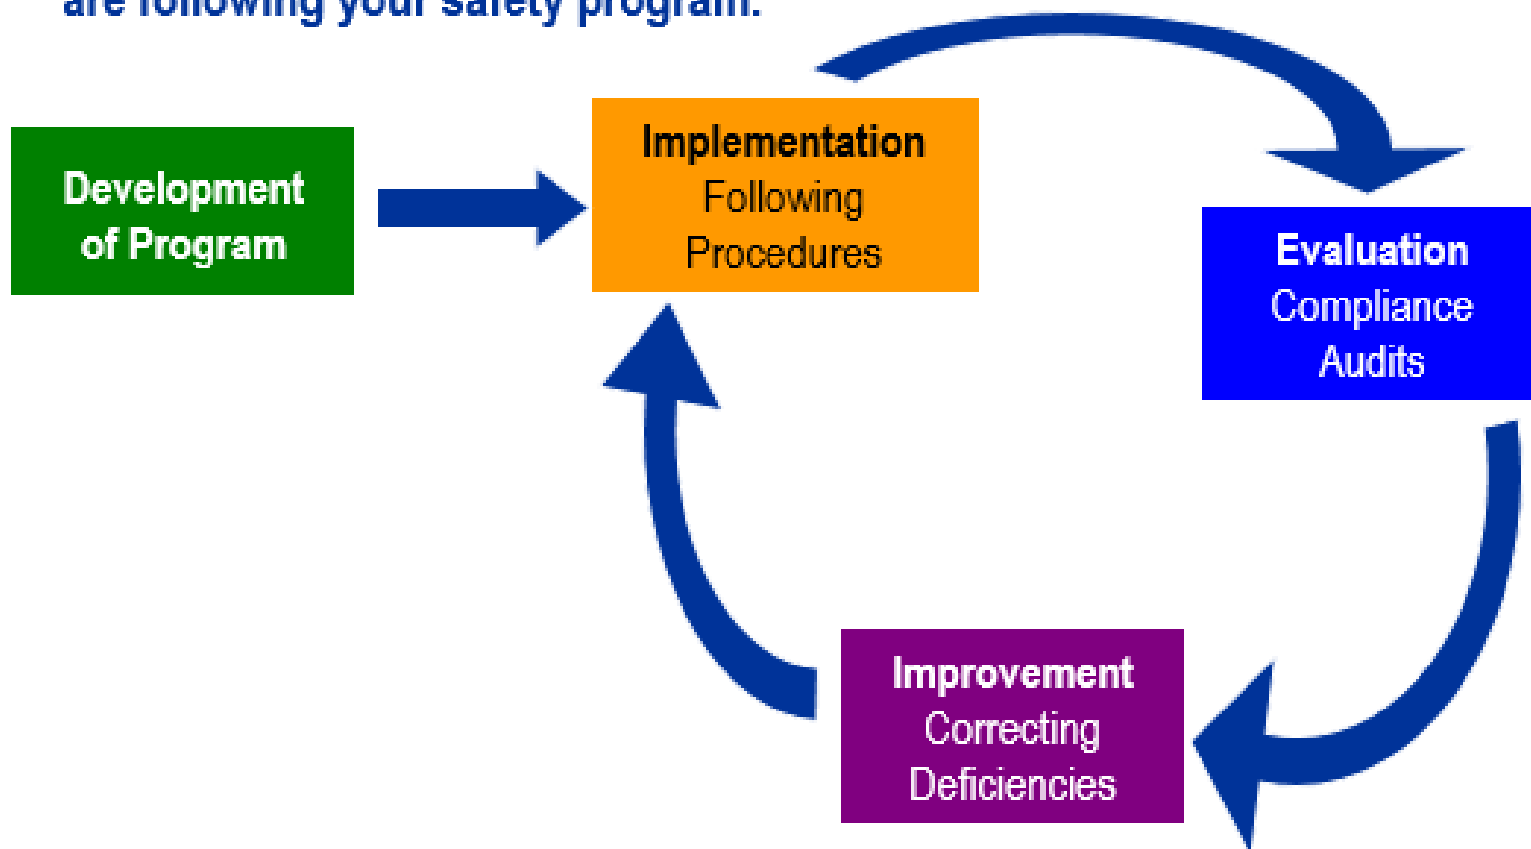 are following your safety program.
Development
of Program
Implementation
Following
Procedures
Evaluation
Compliance
Audits
Improvement
Correcting
Deficiencies